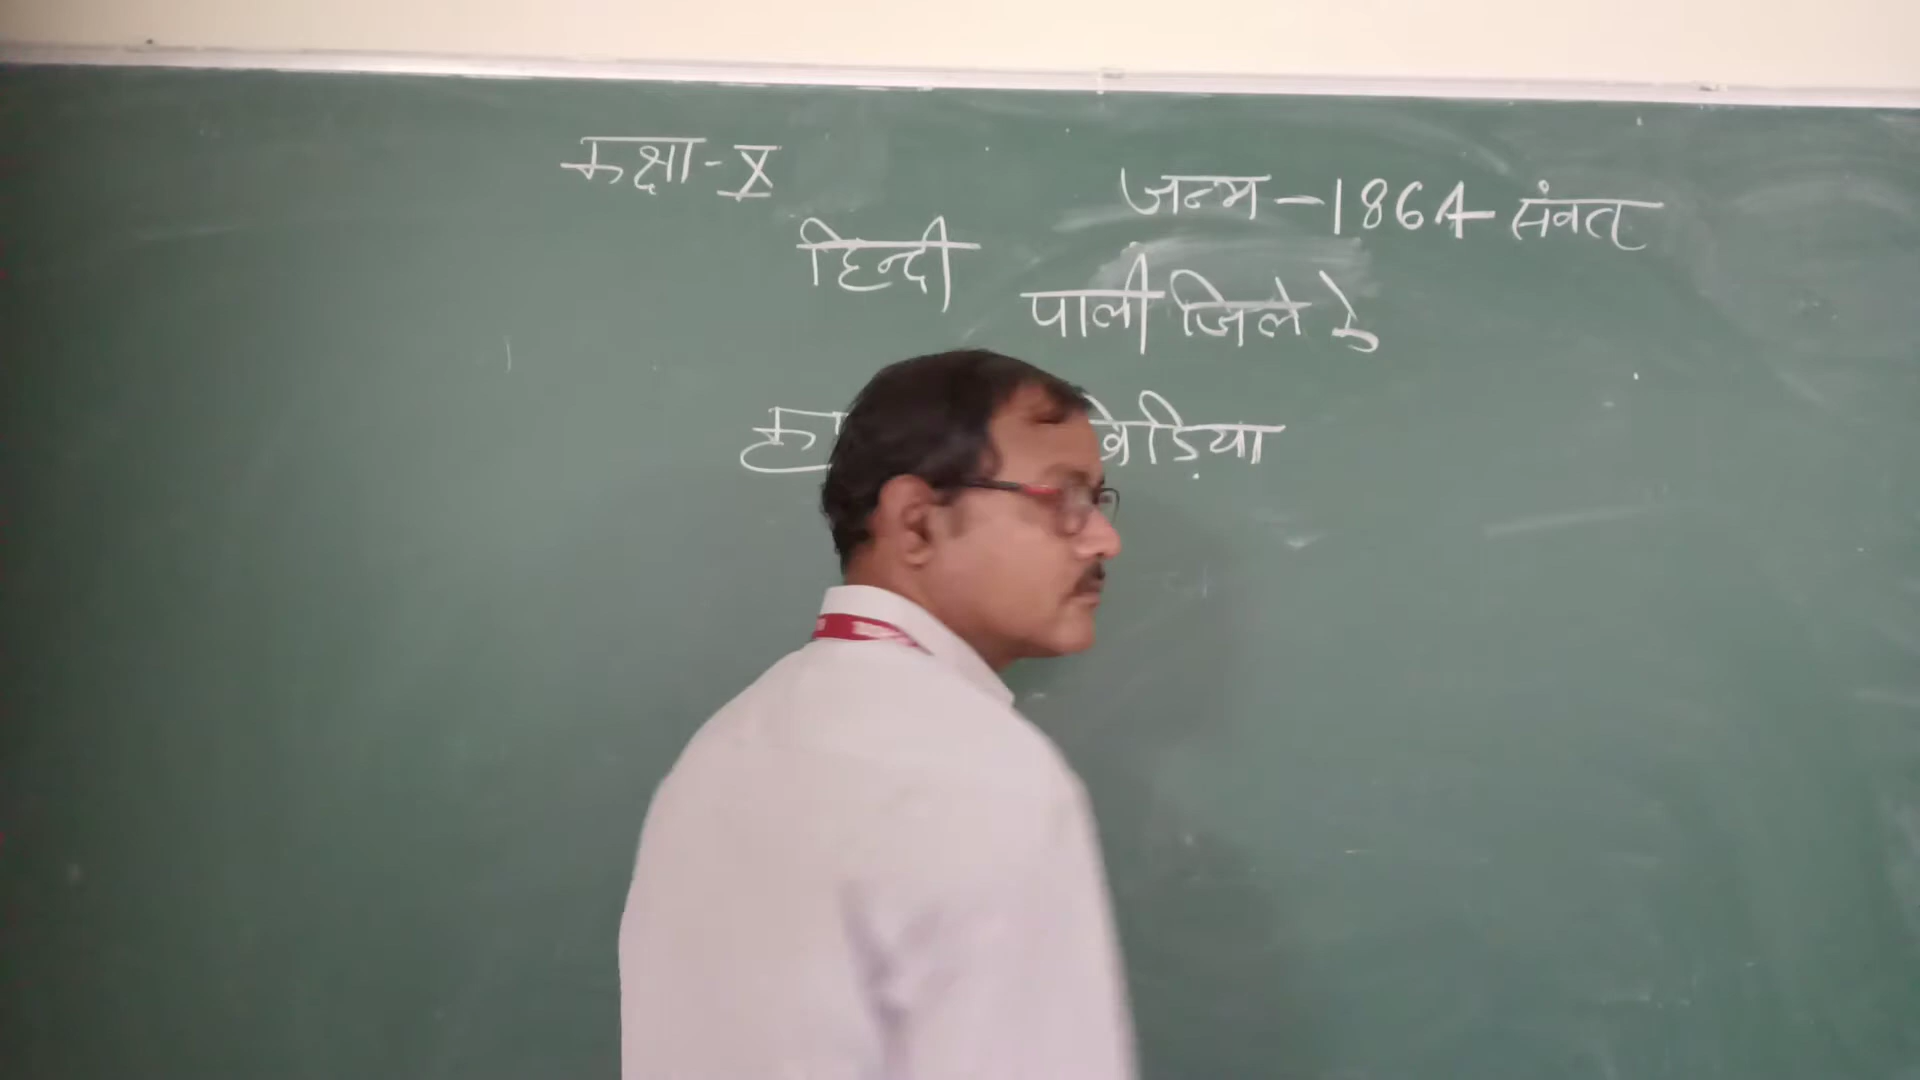 कक्षा - X
हिन्दी
जन्म - 1864 संवत
पाली जिले के